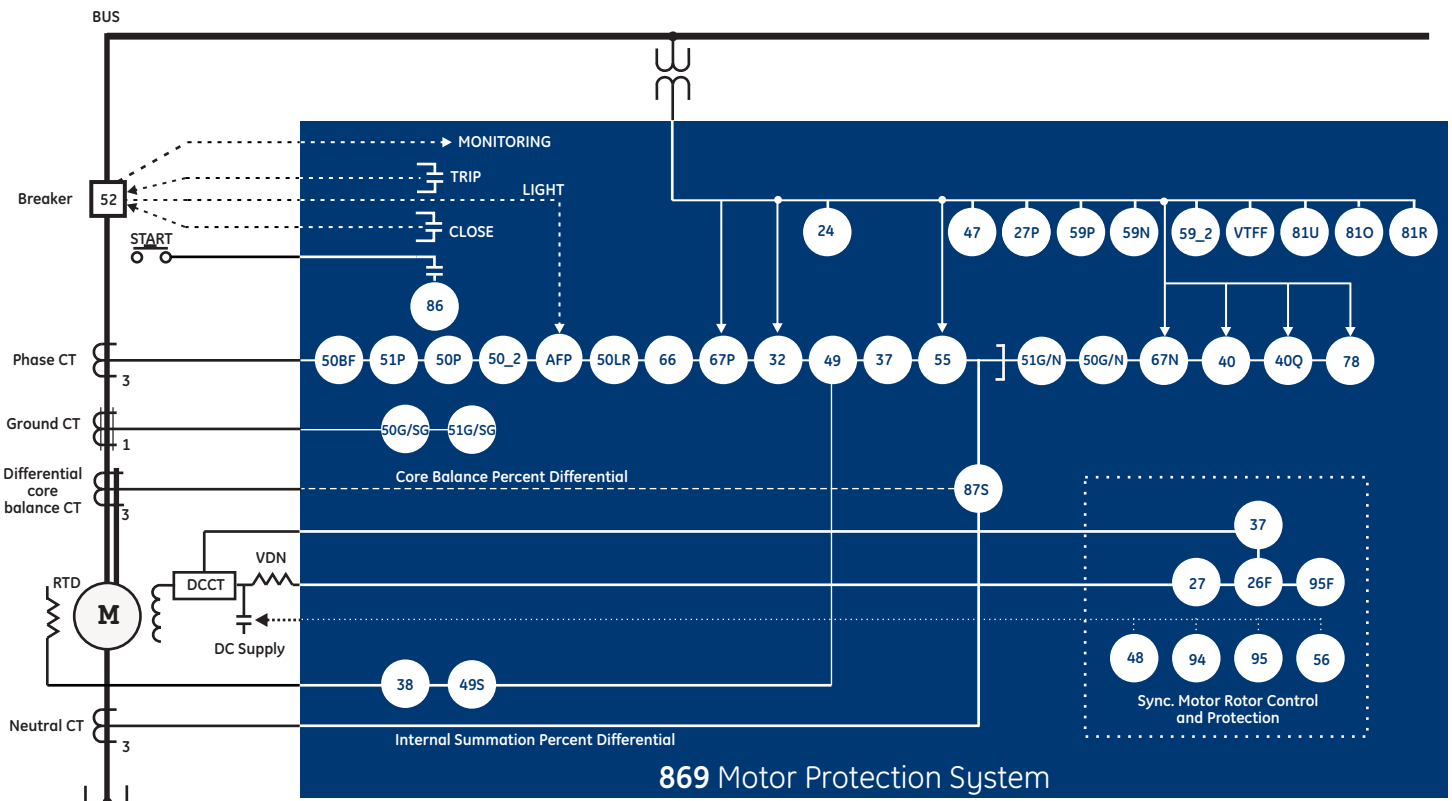 BUS
MONITORING
TRIP
LIGHT
Breaker
52
CLOSE
START
24
47
27P
59P
59N
59_2
VTFF
81U
81O
81R
86
Phase CT
3
50BF
51P
50P
50_2
AFP
50LR
66
67P
32
49
37
55
51G/N
50G/N
67N
40
40Q
78
Ground CT
1
50G/SG
51G/SG
Differential
core
balance CT
3
Core Balance Percent Differential
87S
37
VDN
RTD
DCCT
27
26F
95F
M
DC Supply
48
94
95
56
38
49S
Sync. Motor Rotor Control
and Protection
Neutral CT
3
Internal Summation Percent Differential
869 Motor Protection System